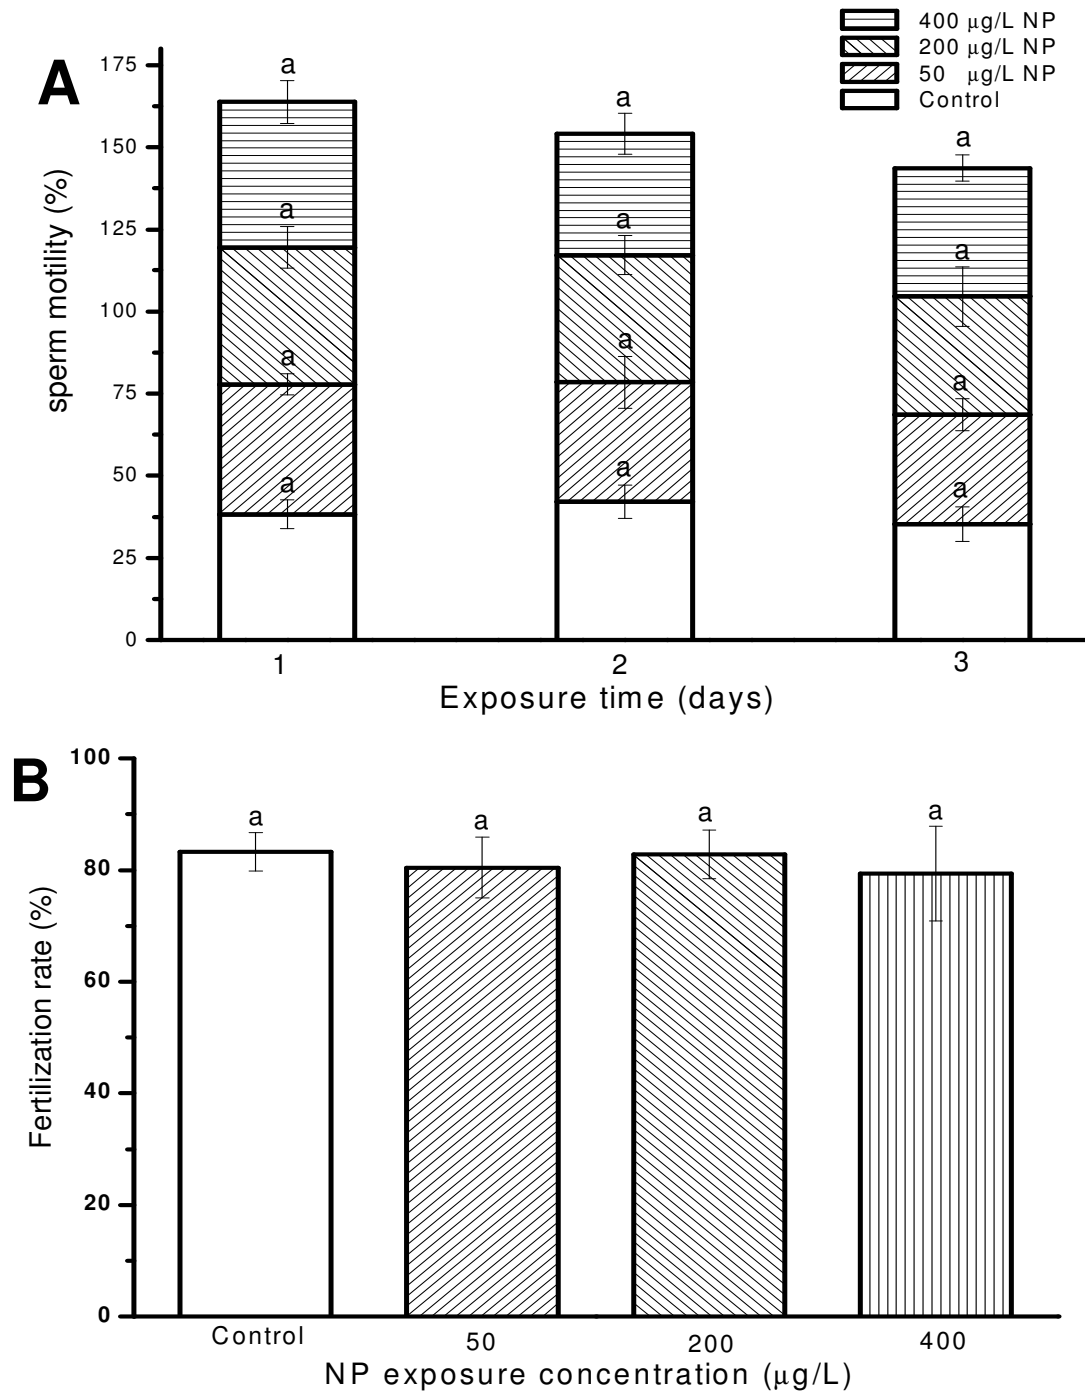 400 μg/L NP
200 μg/L NP
50 μg/L NP
Control
A
175
150
125
100
75
50
25
0
sperm motility (%)
a
a
a
a
a
a
a
a
a
a
a
a
1 2 3
Exposure time (days)
B
100
80
60
40
20
0
Fertilization rate (%)
a a a a
Control 50 200 400
NP exposure concentration (μg/L)